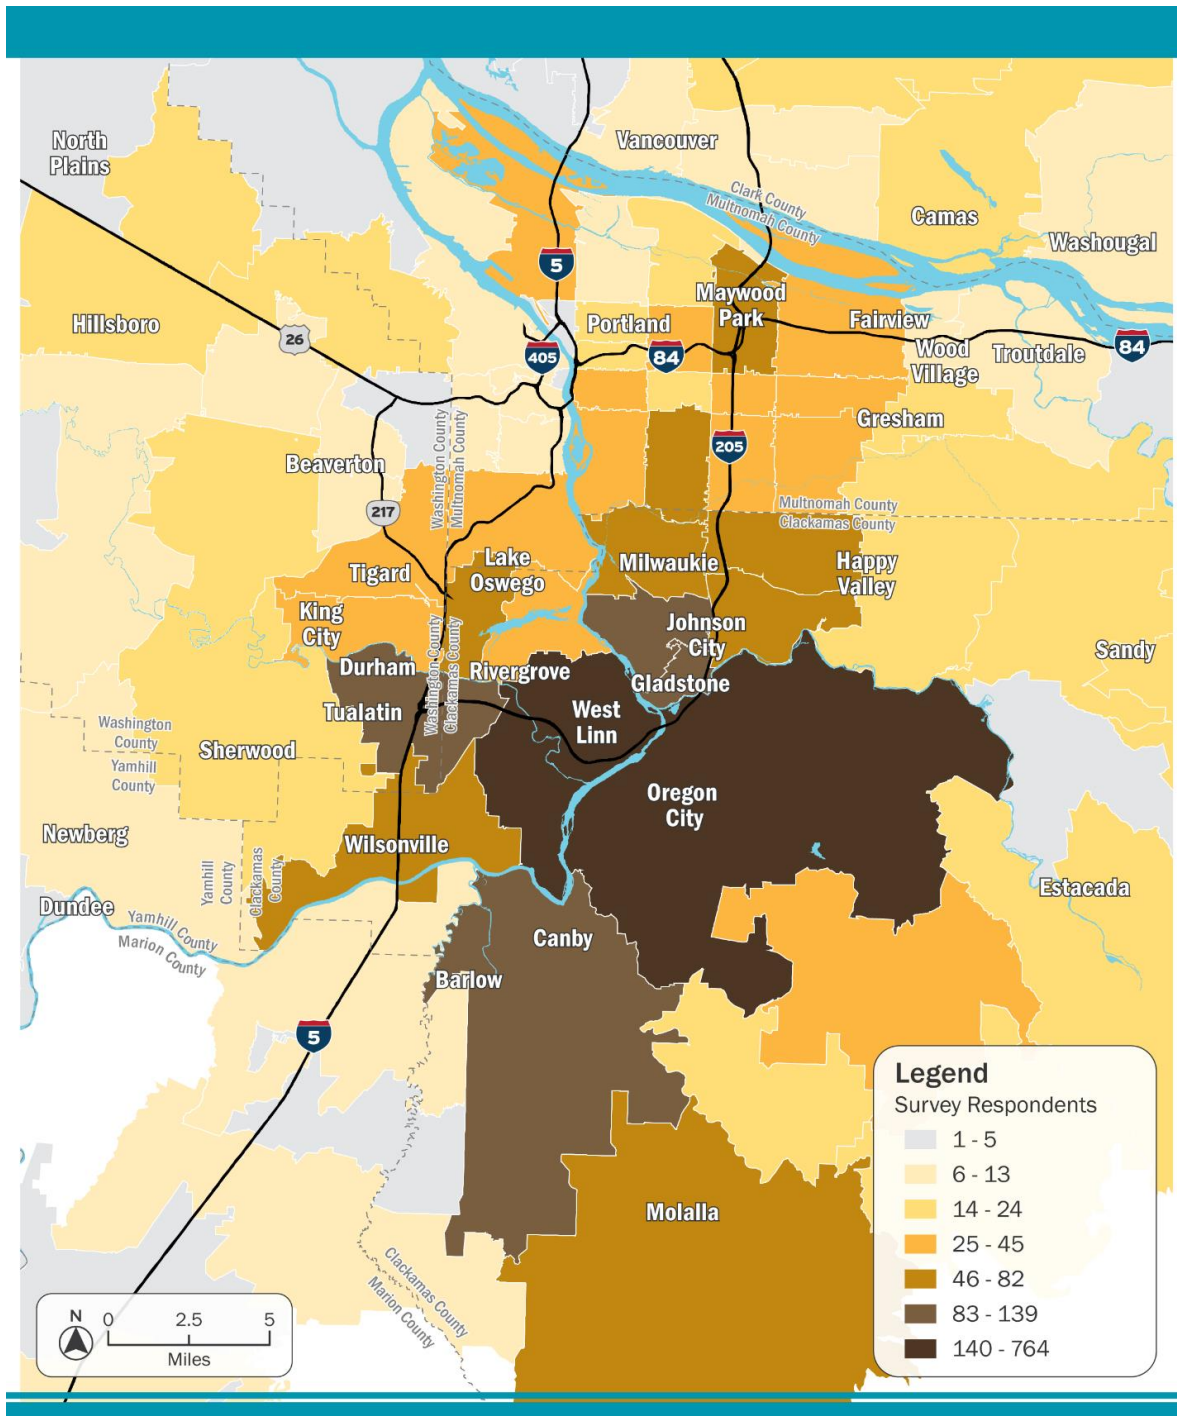 North
Plains
Vancouver
Clark County
Multnomah County
Camas
Washougal
5
Maywood
Park
Hillsboro
26
Portland
Fairview
405
84
Wood
Village
Troutdale
84
Gresham
Washington County
Multnomah County
205
Beaverton
217
Multnomah County
Clackamas County
Lake
Oswego
Milwaukie
Happy
Valley
Tigard
King
City
Johnson
City
Sandy
Durham
Washington County
Clackamas County
Rivergrove
Gladstone
Tualatin
West
Linn
Washington
County
Yamhill
County
Sherwood
Oregon
City
Newberg
Wilsonville
Yamhill
County
Clackamas
County
Estacada
Dundee
Yamhill County
Marion County
Canby
Barlow
5
Legend
Survey Respondents
1 - 5
6 - 13
14 - 24
25 - 45
46 - 82
83 - 139
140 - 764
Molalla
Clackamas County
Marion County
N
0 2.5 5
Miles